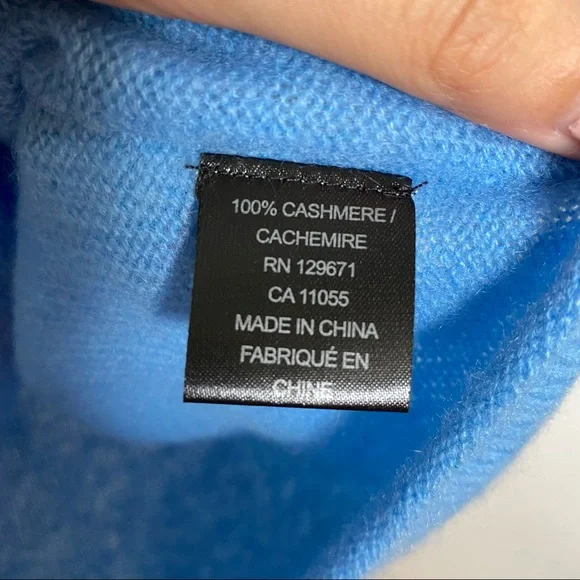 100% CASHMERE /
CACHEMIRE
RN 129671
CA 11055
MADE IN CHINA
FABRIQUÉ EN
CHINE